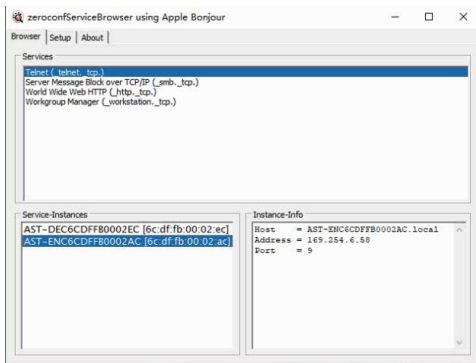 zeroconfServiceBrowser using Apple Bonjour
Browser Setup About
Services
Telnet (_telnet._tcp.)
Server Message Block over TCP/IP (_smb._tcp.)
World Wide Web HTTP (_http._tcp.)
Workgroup Manager (_workstation._tcp.)
Service-Instances
AST-DEC6CDFFB0002EC [6c:df:fb:00:02:ec]
AST-ENC6CDFFB0002AC [6c:df:fb:00:02:ac]
Instance-Info
Host = AST-ENC6CDFFB0002AC.local
Address = 169.254.6.58
Port = 9